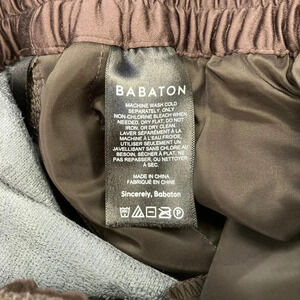 BABATON
MACHINE WASH COLD
SEPARATELY, ONLY
NON-CHLORINE BLEACH WHEN
NEEDED, DRY FLAT, DO NOT
IRON, OR DRY CLEAN.
LAVER SÉPARÉMENT À LA
MACHINE À L'EAU FROIDE,
UTILISER SEULEMENT UN
JAVELLISANT SANS CHLORE AU
BESOIN, SÉCHER À PLAT, NE
PAS REPASSER, OU NETTOYER
À SEC.
MADE IN CHINA
FABRIQUÉ EN CHINE
Sincerely, Babaton